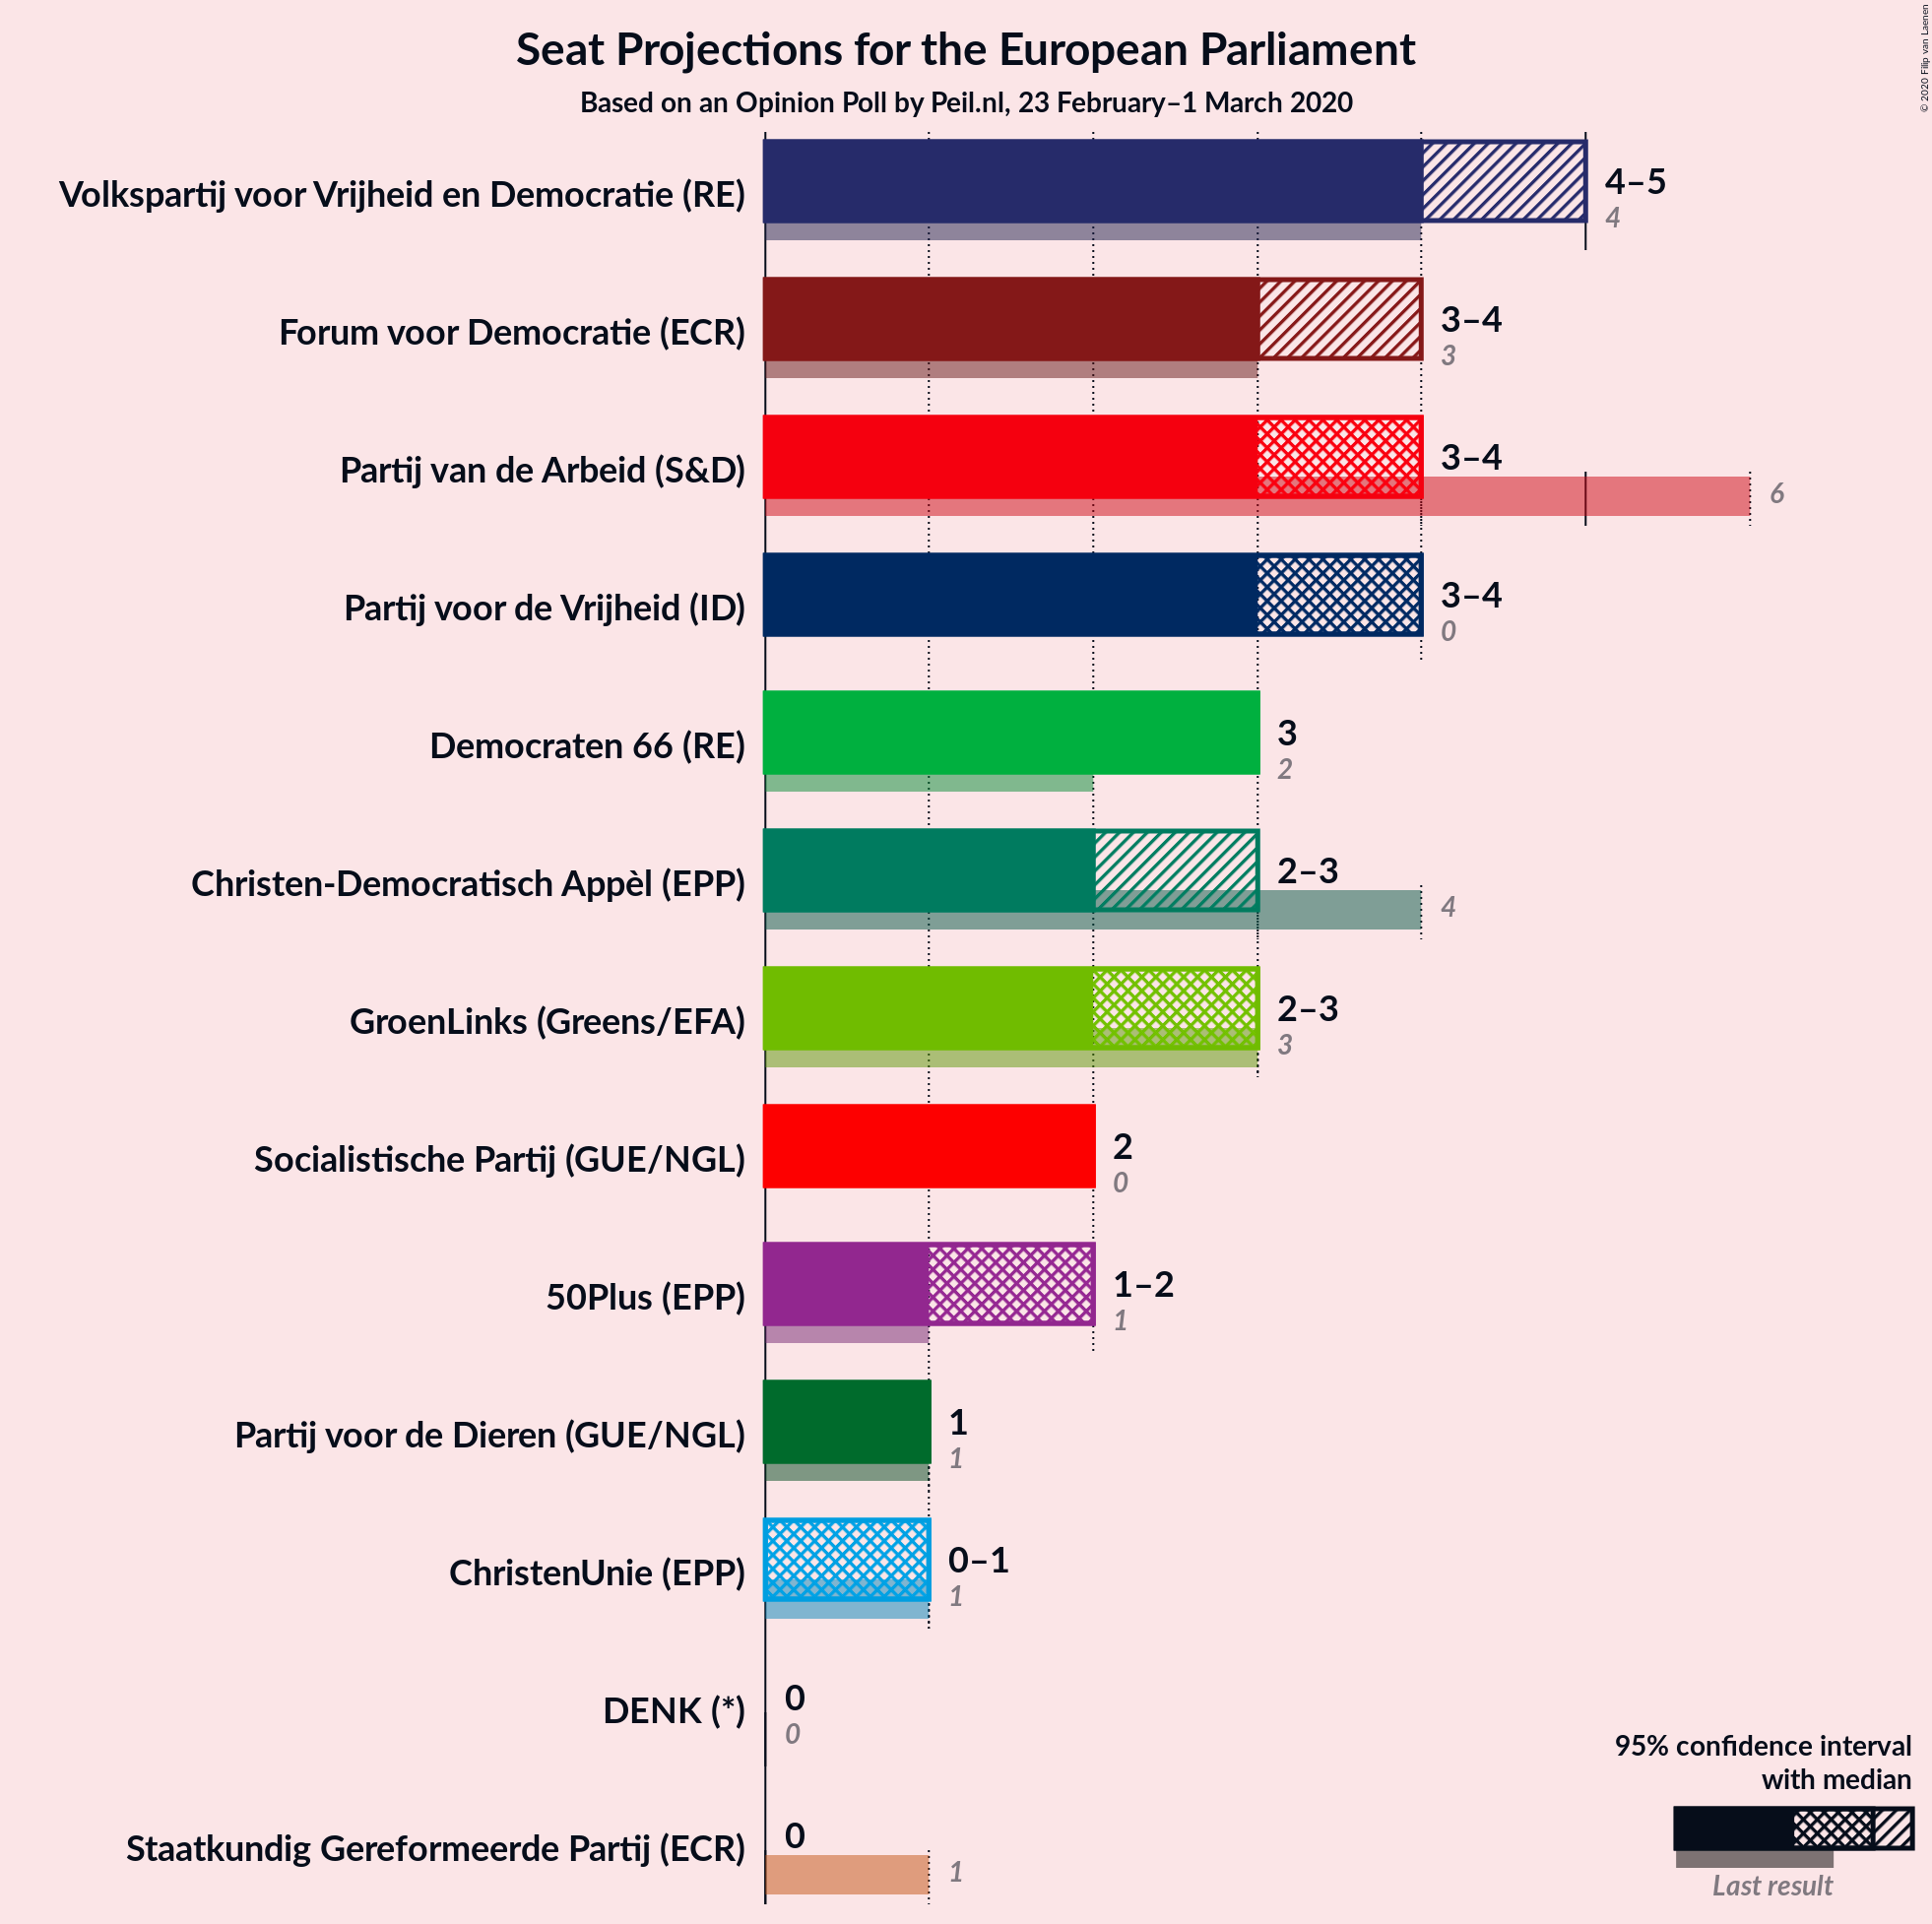 Seat Projections for the European Parliament
Based on an Opinion Poll by Peil.nl, 23 February–1 March 2020
© 2020 Filip van Laenen
Volkspartij voor Vrijheid en Democratie (RE)
4–5
4
Forum voor Democratie (ECR)
3–4
3
Partij van de Arbeid (S&D)
3–4
6
Partij voor de Vrijheid (ID)
3–4
0
Democraten 66 (RE)
3
2
Christen-Democratisch Appèl (EPP)
2–3
4
GroenLinks (Greens/EFA)
2–3
3
Socialistische Partij (GUE/NGL)
2
0
50Plus (EPP)
1–2
1
Partij voor de Dieren (GUE/NGL)
1
1
ChristenUnie (EPP)
0–1
1
DENK (*)
0
0
Staatkundig Gereformeerde Partij (ECR)
0
1
95% confidence interval
with median
Last result